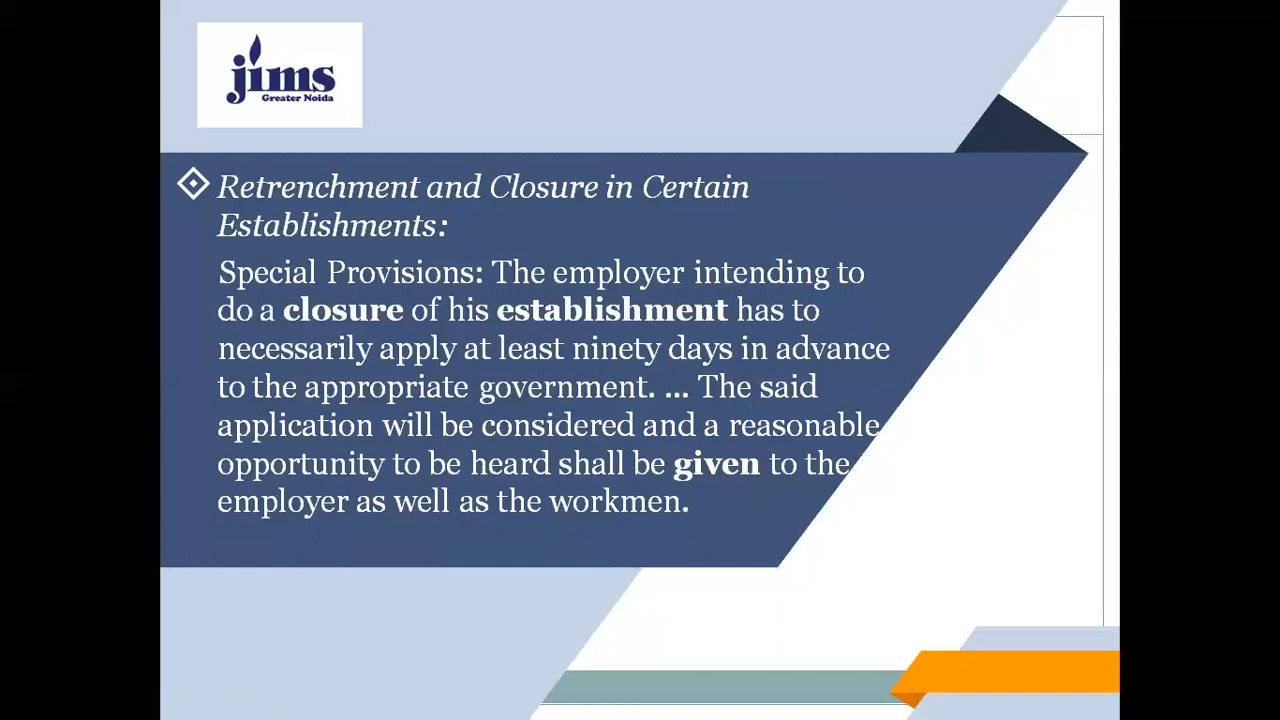 jims
Greater Noida
Retrenchment and Closure in Certain
Establishments:
Special Provisions: The employer intending to
do a closure of his establishment has to
necessarily apply at least ninety days in advance
to the appropriate government. ... The said
application will be considered and a reasonable
opportunity to be heard shall be given to the
employer as well as the workmen.